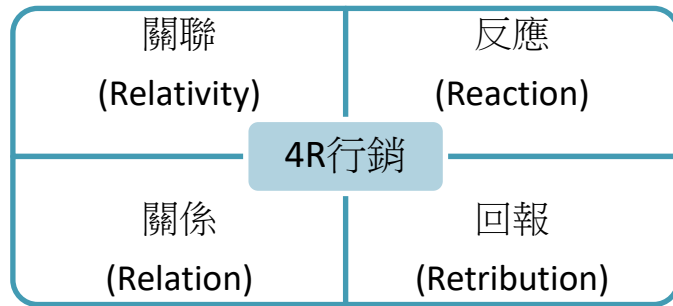 關聯
(Relativity)
反應
(Reaction)
4R行銷
關係
(Relation)
回報
(Retribution)